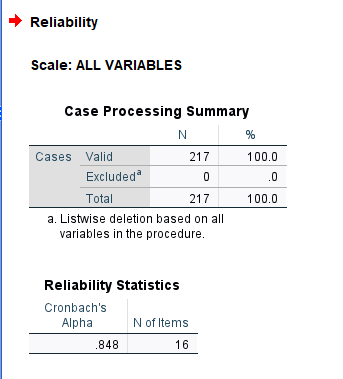 Reliability
Scale: ALL VARIABLES
Case Processing Summary
N %
Cases Valid 217 100.0
Excludedª 0 .0
Total 217 100.0
a. Listwise deletion based on all
variables in the procedure.
Reliability Statistics
Cronbach's
Alpha N of Items
.848 16